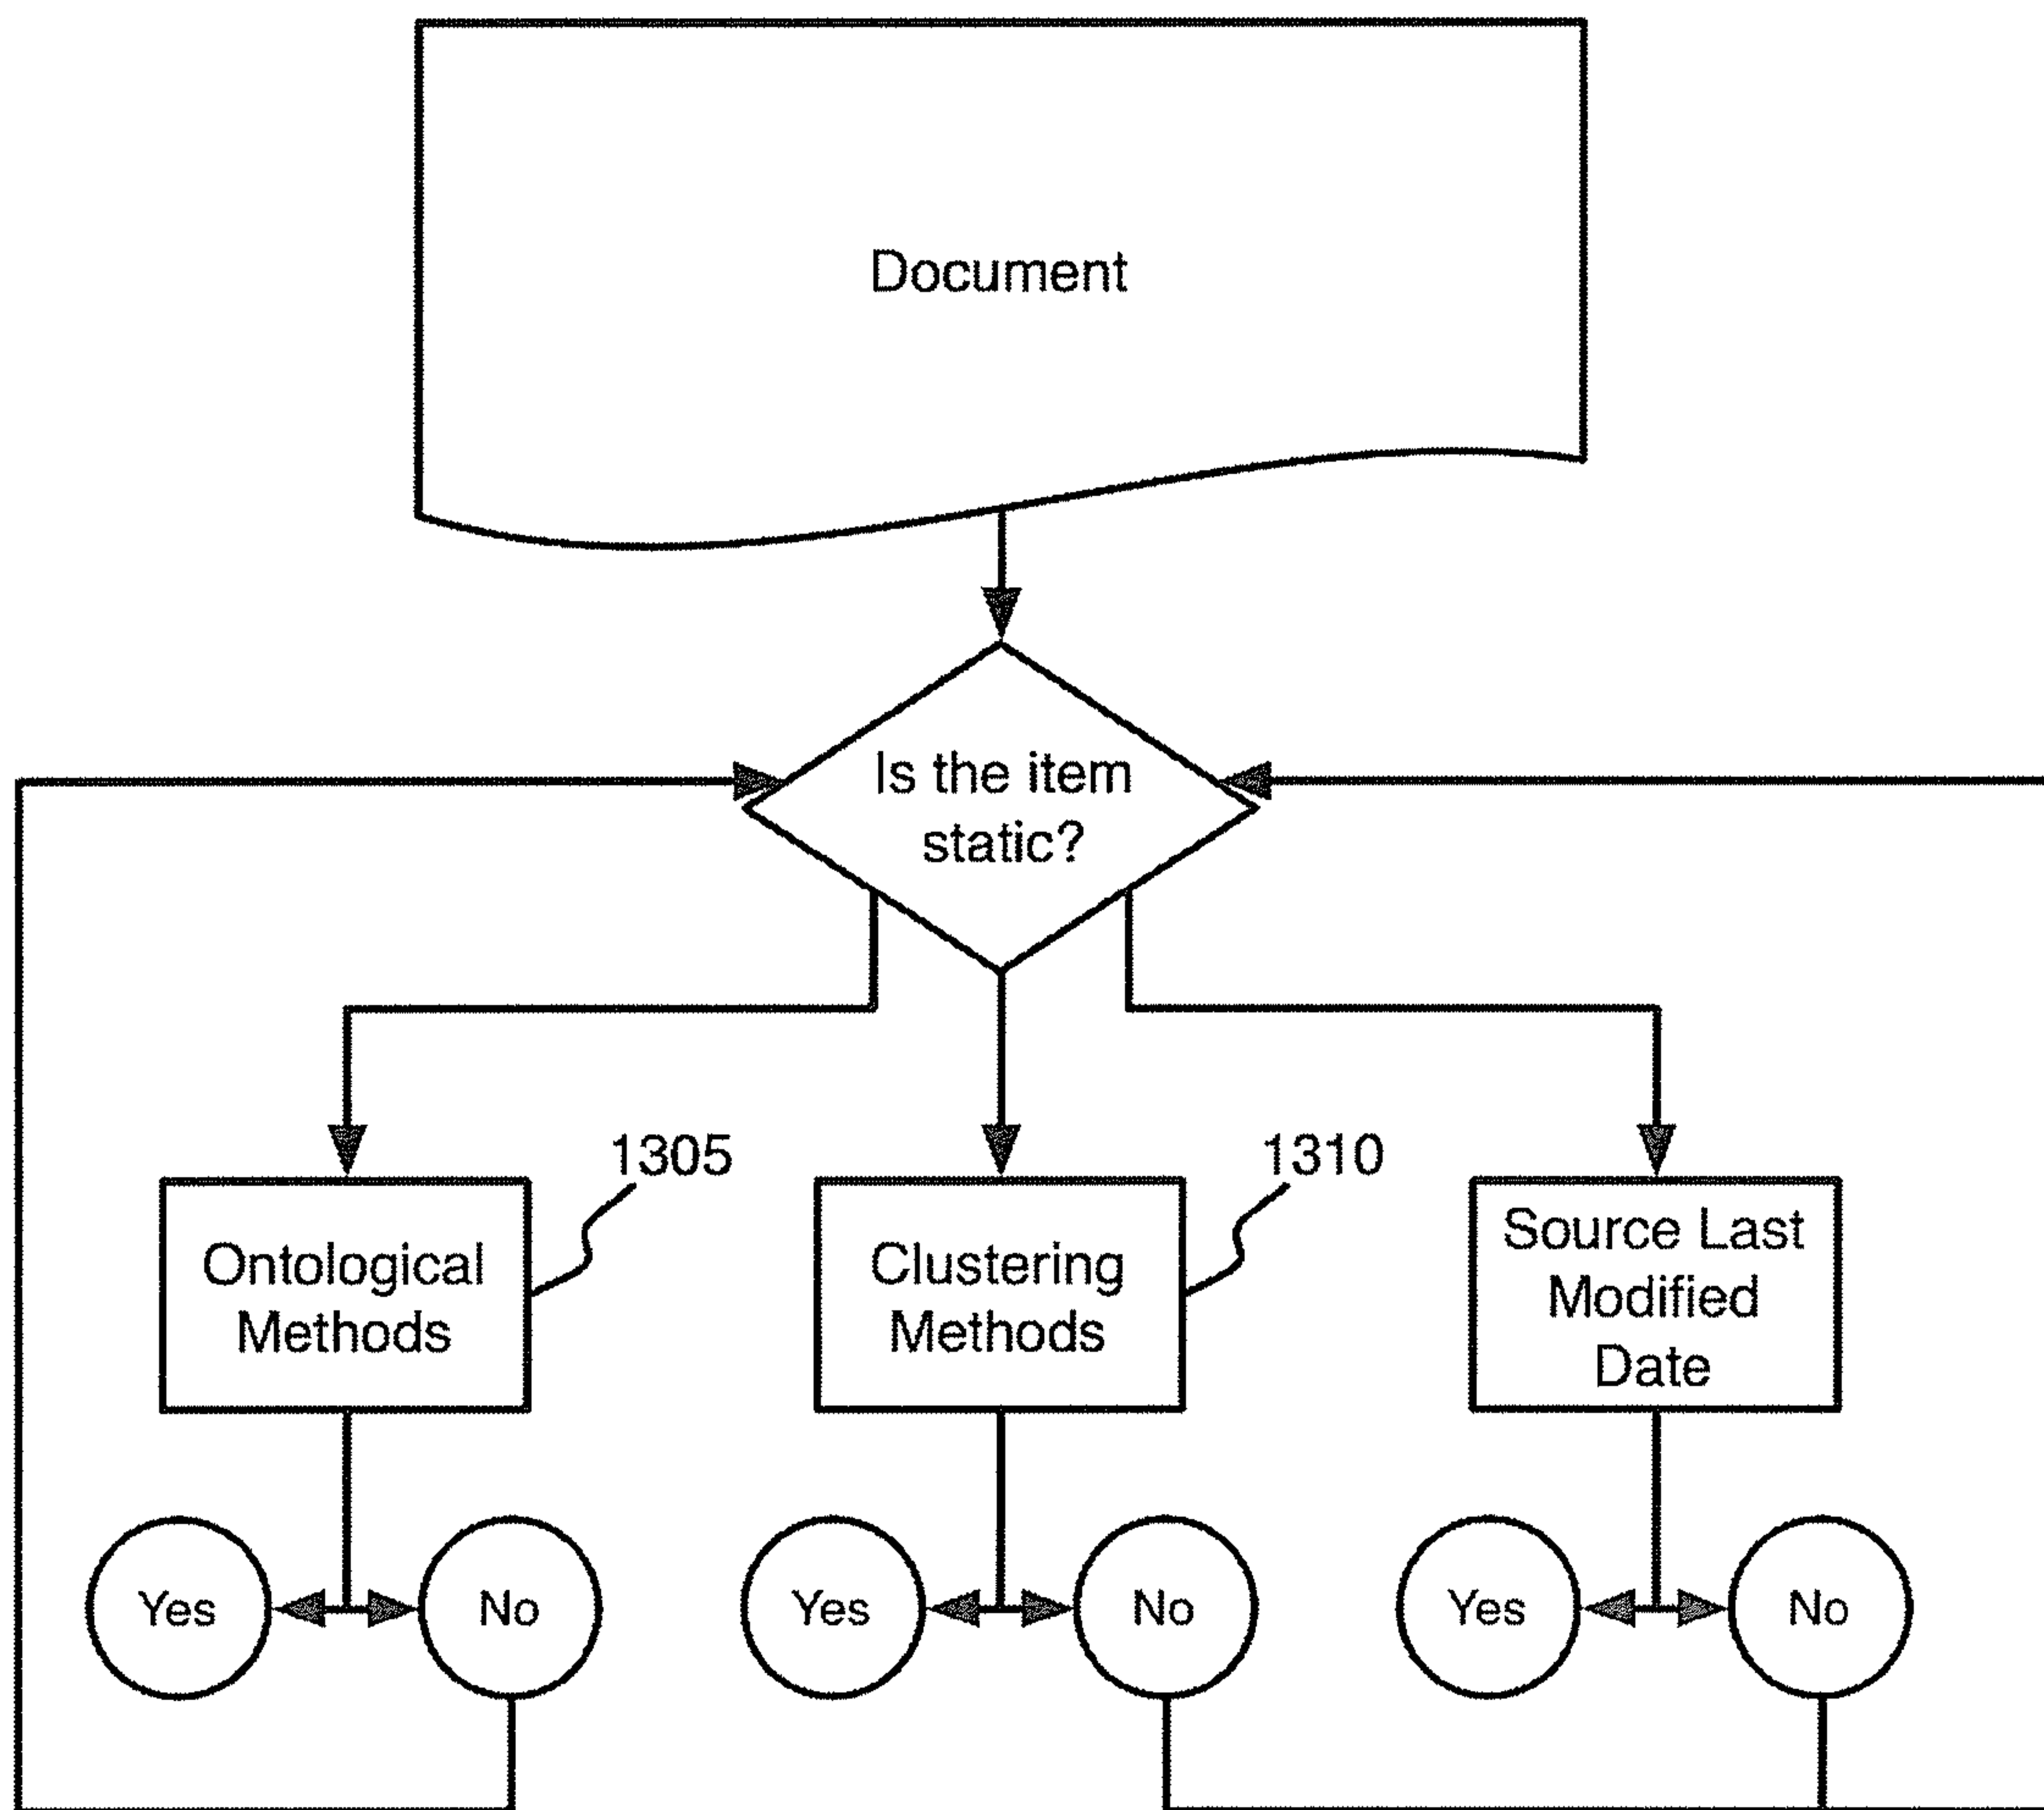 Document
Is the item
static?
1305
1310
Ontological
Methods
Clustering
Methods
Source Last
Modified
Date
Yes
No
Yes
No
Yes
No